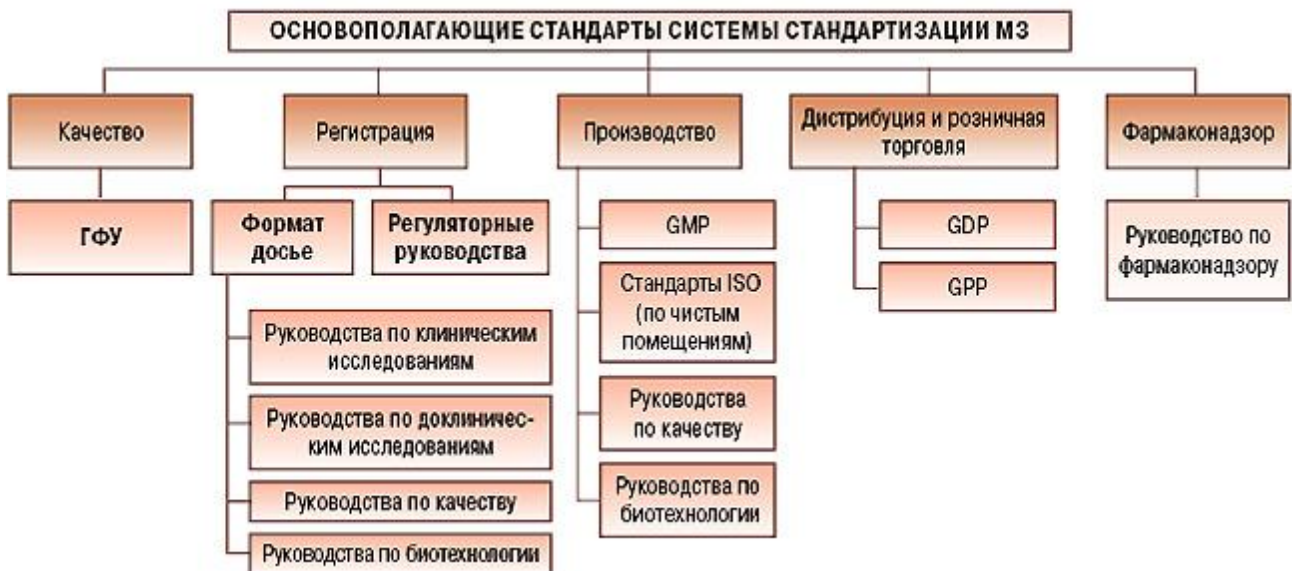 ОСНОВОПОЛАГАЮЩИЕ СТАНДАРТЫ СИСТЕМЫ СТАНДАРТИЗАЦИИ МЗ
Качество
Регистрация
Производство
Дистрибуция и розничная
торговля
Фармаконадзор
ГФУ
Формат
досье
Регуляторные
руководства
GMP
GDP
Руководство по
фармаконадзору
Стандарты ISO
(по чистым
помещениям)
GPP
Руководства по клиническим
исследованиям
Руководства по доклиничес-
ким исследованиям
Руководства
по качеству
Руководства по качеству
Руководства по
биотехнологии
Руководства по биотехнологии